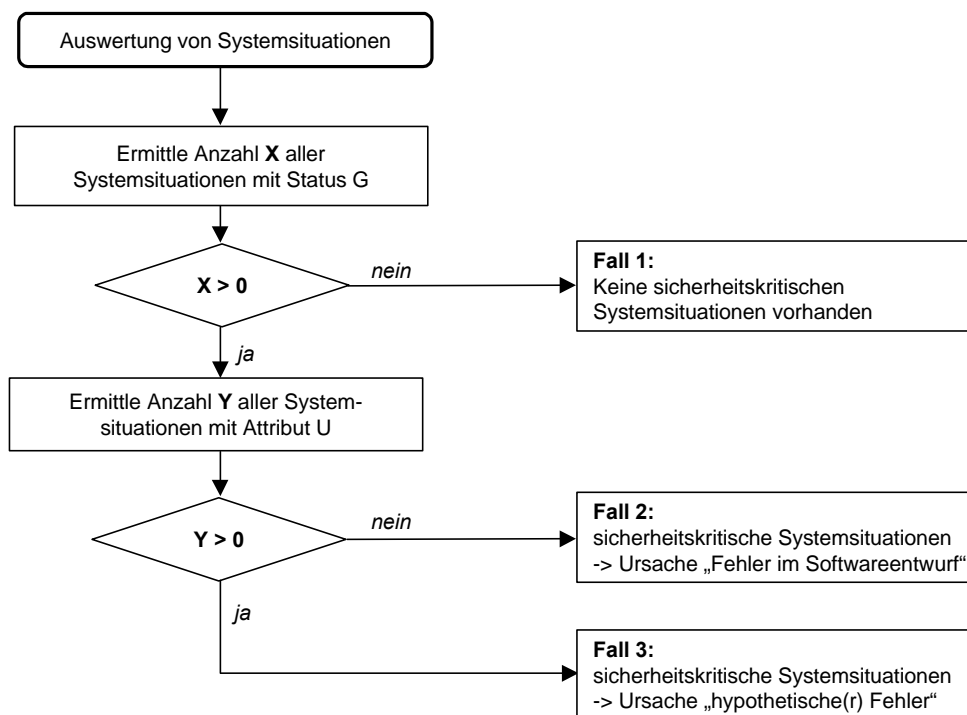 Auswertung von Systemsituationen
Ermittle Anzahl X aller
Systemsituationen mit Status G
X > 0
nein
Fall 1:
Keine sicherheitskritischen
Systemsituationen vorhanden
ja
Ermittle Anzahl Y aller System-
situationen mit Attribut U
Y > 0
nein
Fall 2:
sicherheitskritische Systemsituationen
-> Ursache „Fehler im Softwareentwurf“
ja
Fall 3:
sicherheitskritische Systemsituationen
-> Ursache „hypothetische(r) Fehler“